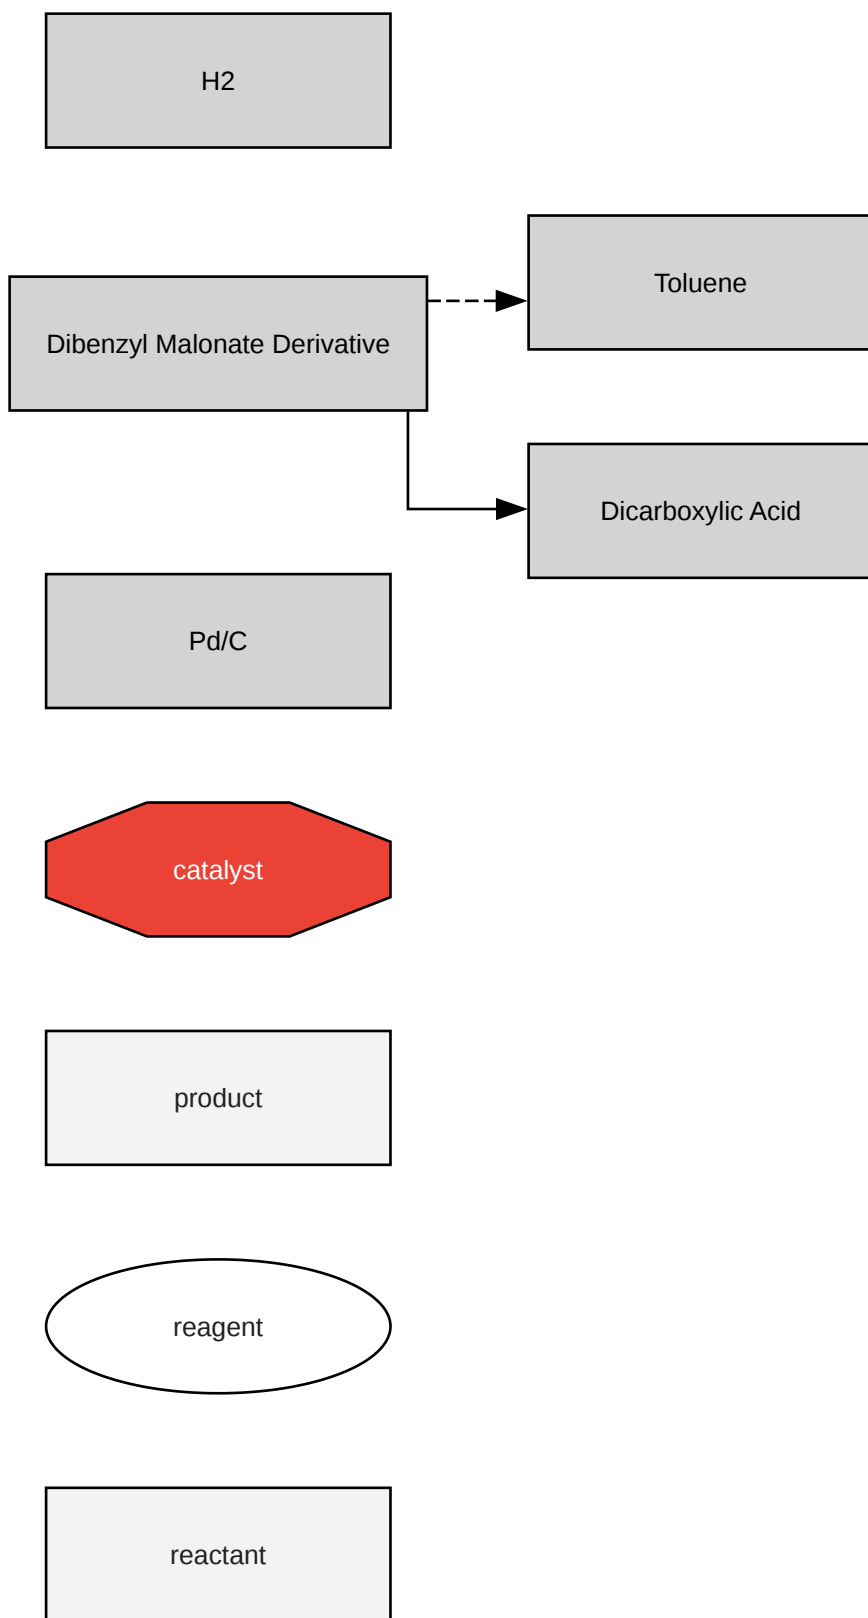 H2
Toluene
Dibenzyl Malonate Derivative
Dicarboxylic Acid
Pd/C
catalyst
product
reagent
reactant